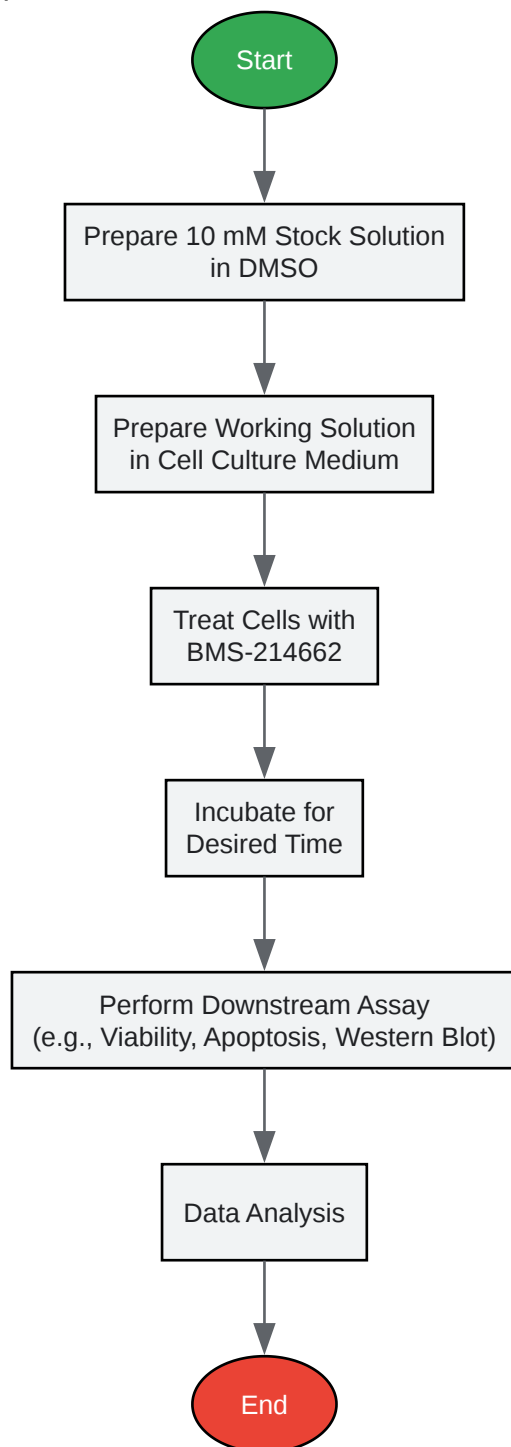 Start
Prepare 10 mM Stock Solution
in DMSO
Prepare Working Solution
in Cell Culture Medium
Treat Cells with
BMS-214662
Incubate for
Desired Time
Perform Downstream Assay
(e.g., Viability, Apoptosis, Western Blot)
Data Analysis
End